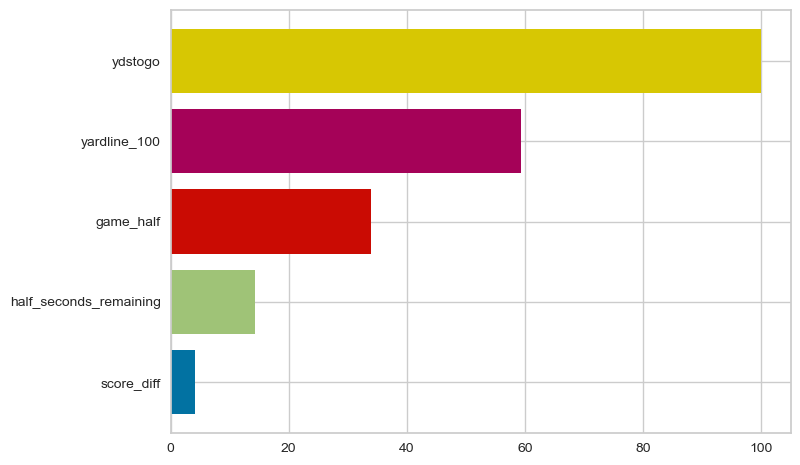 ydstogo
yardline_100
game_half
half_seconds_remaining
score_diff
0 20 40 60 80 100